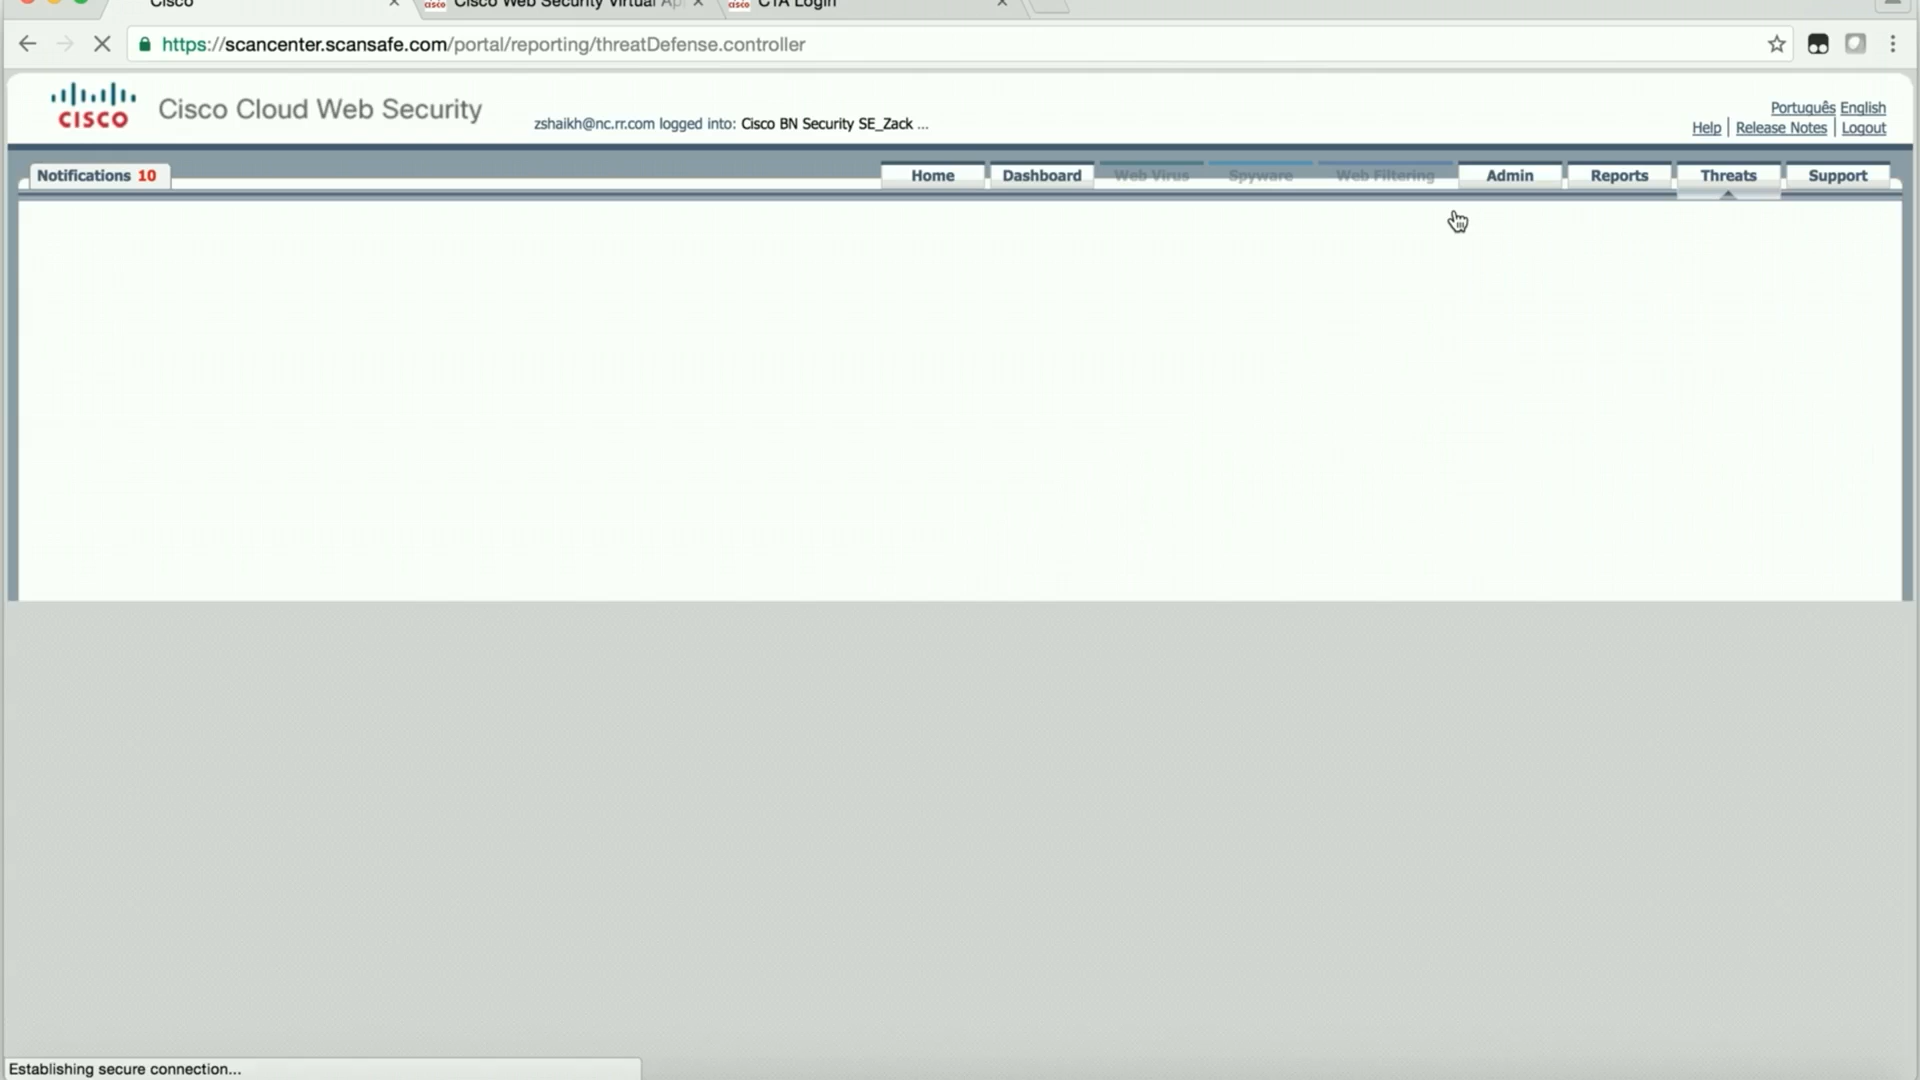 Cisco
Cisco Web Security Virtual Ap
CTA Login
https://scancenter.scansafe.com/portal/reporting/threatDefense.controller
CISCO
Cisco Cloud Web Security
zshaikh@nc.rr.com logged into: Cisco BN Security SE_Zack ...
Português English
Help | Release Notes | Logout
Notifications 10
Home Dashboard Web Virus Spyware Web Filtering Admin Reports Threats Support
Establishing secure connection...